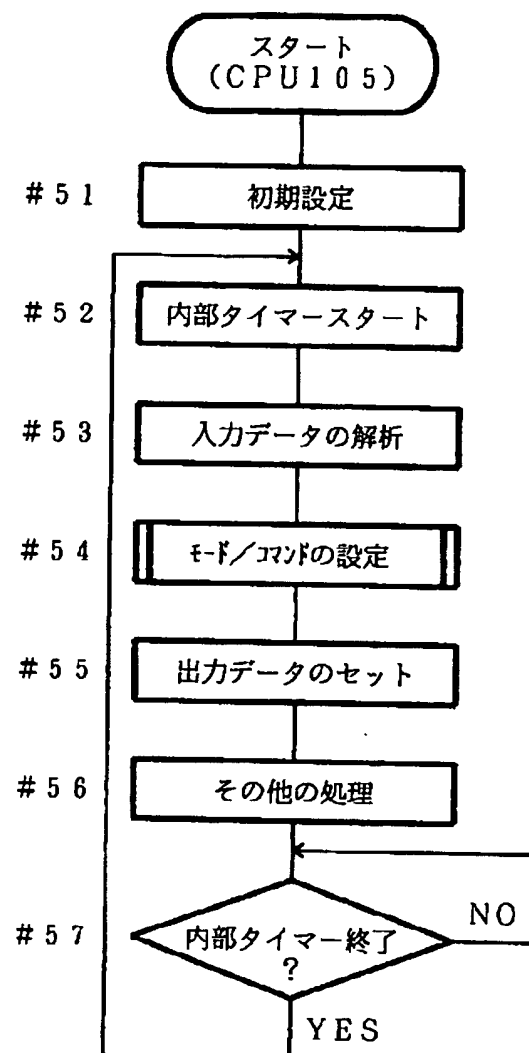 スタート
(CPU105)
#51 初期設定
#52 内部タイマースタート
#53 入力データの解析
#54 モード/コマンドの設定
#55 出力データのセット
#56 その他の処理
#57 内部タイマー終了
?
NO
YES